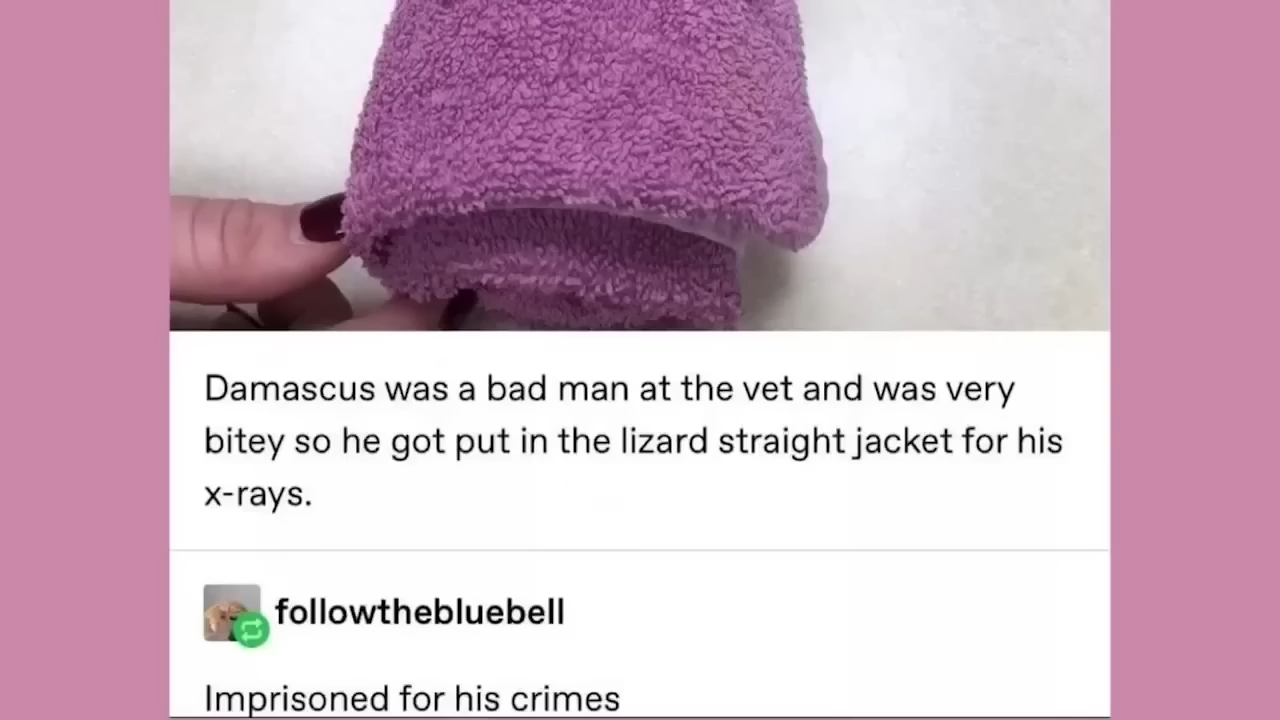 Damascus was a bad man at the vet and was very
bitey so he got put in the lizard straight jacket for his
x-rays.
followthebluebell
Imprisoned for his crimes